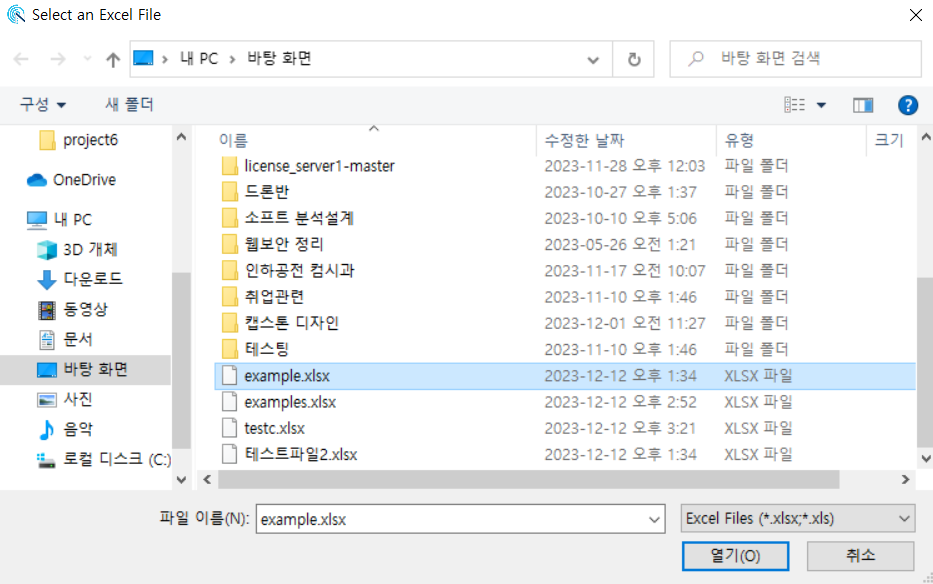 Select an Excel File
내 PC > 바탕 화면
바탕 화면 검색
구성
새 폴더
project6
OneDrive
내 PC
3D 개체
다운로드
동영상
문서
바탕 화면
사진
음악
로컬 디스크 (C:)
이름 수정한 날짜 유형 크기
license_server1-master 2023-11-28 오후 12:03 파일 폴더
드론반 2023-10-27 오후 1:37 파일 폴더
소프트 분석설계 2023-10-10 오후 5:06 파일 폴더
웹보안 정리 2023-05-26 오전 1:21 파일 폴더
인하공전 컴시과 2023-11-17 오전 10:07 파일 폴더
취업관련 2023-11-10 오후 1:46 파일 폴더
캡스톤 디자인 2023-12-01 오전 11:27 파일 폴더
테스팅 2023-11-10 오후 1:46 파일 폴더
example.xlsx 2023-12-12 오후 1:34 XLSX 파일
examples.xlsx 2023-12-12 오후 2:52 XLSX 파일
testc.xlsx 2023-12-12 오후 3:21 XLSX 파일
테스트파일2.xlsx 2023-12-12 오후 1:34 XLSX 파일
파일 이름(N): example.xlsx Excel Files (*.xlsx;*.xls)
열기(O) 취소